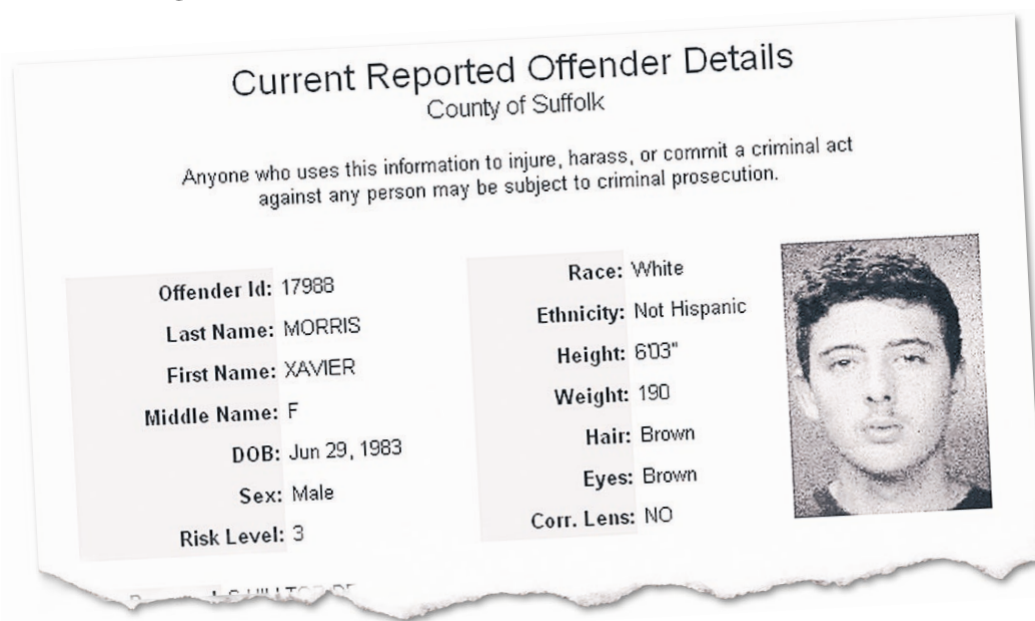 Current Reported Offender Details
County of Suffolk
Anyone who uses this information to injure, harass, or commit a criminal act
against any person may be subject to criminal prosecution.
Offender Id: 17988
Last Name: MORRIS
First Name: XAVIER
Middle Name: F
DOB: Jun 29, 1983
Sex: Male
Risk Level: 3
Race: White
Ethnicity: Not Hispanic
Height: 6'03"
Weight: 190
Hair: Brown
Eyes: Brown
Corr. Lens: NO